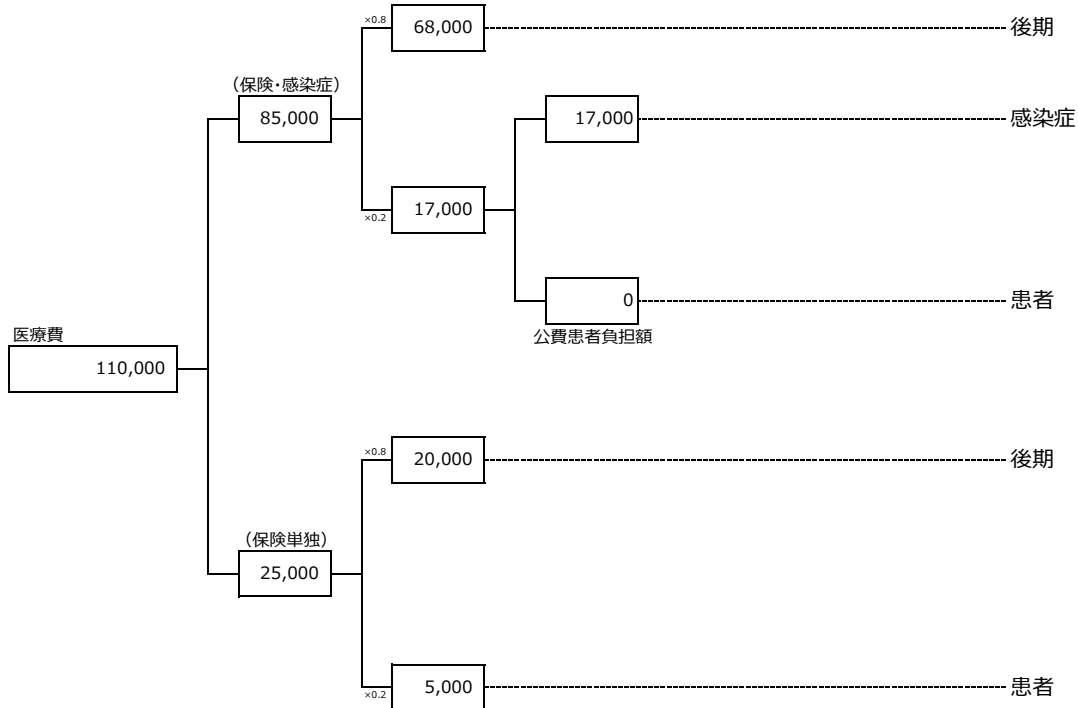 ×0.8 68,000 後期
(保険・感染症)
85,000 17,000 感染症
×0.2 17,000
0 患者
医療費 公費患者負担額
110,000
×0.8 20,000 後期
(保険単独)
25,000
×0.2 5,000 患者